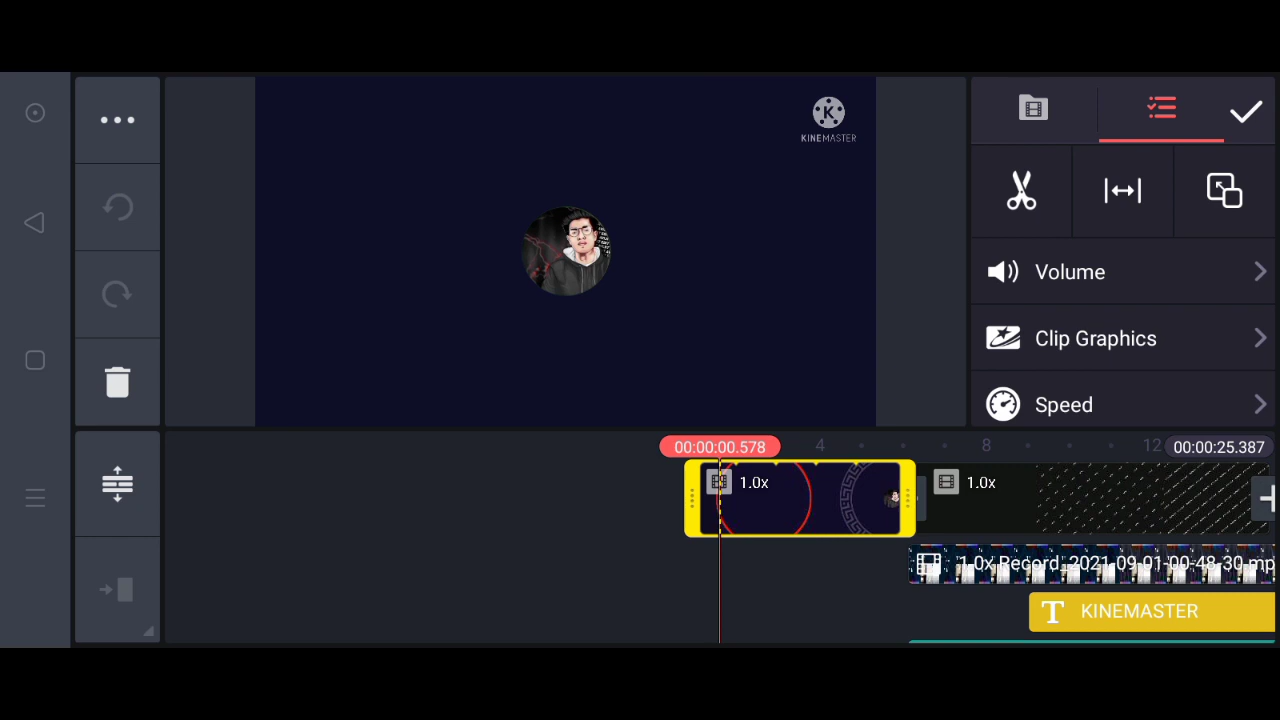 KINEMASTER
Volume
Clip Graphics
Speed
00:00:00.578
4
8
12
00:00:25.387
1.0x
1.0x
1.0x Record_2021-09-01-00-48-30.mp
KINEMASTER